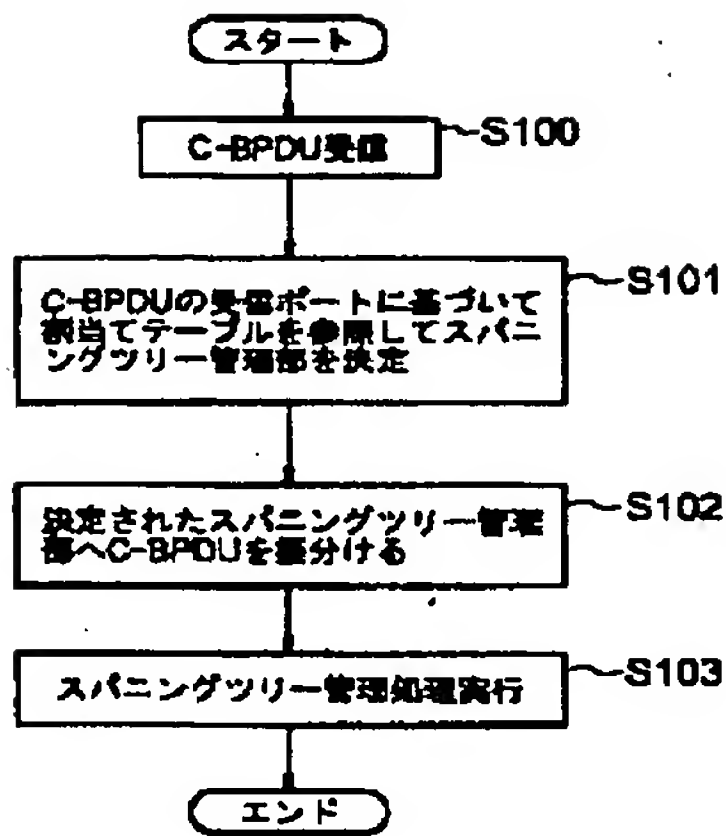 スタート
C-BPDU受信
S100
C-BPDUの受信ポートに基づいて
割当てテーブルを参照してスパニ
ングツリー管理部を決定
S101
決定されたスパニングツリー管理
部へC-BPDUを振分ける
S102
スパニングツリー管理処理実行
S103
エンド